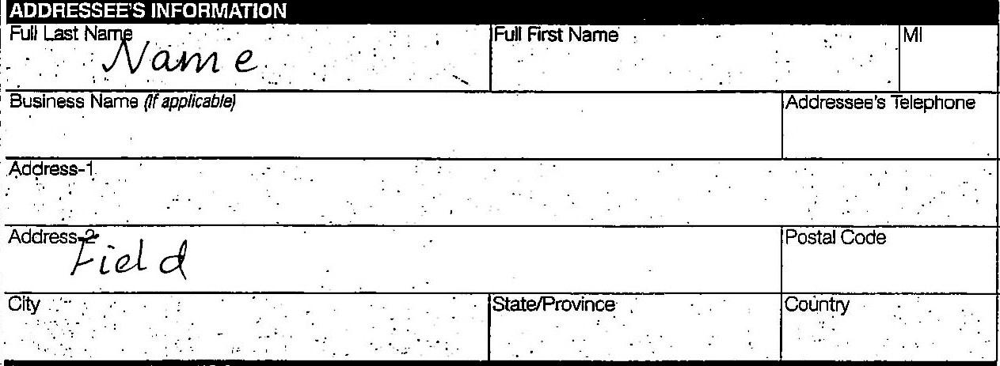 ADDRESSEE'S INFORMATION
Full Last Name Full First Name MI
Name
Business Name (if applicable) Addressee's Telephone
Address-1
Address-2 Postal Code
Field
City State/Province Country